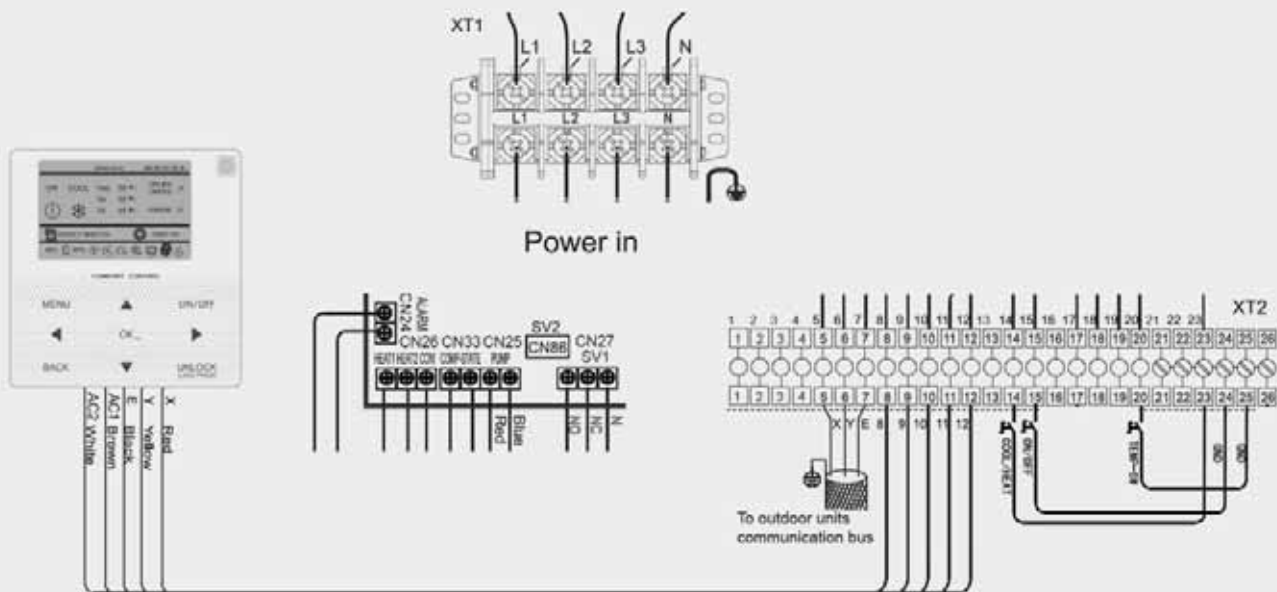 XT1
L1 L2 L3 N
L1 L2 L3 N
Power in
COOL
MENU ON/OFF
OK
BACK UNLOCK
X Red
Y Yellow
E Black
AC1 Brown
AC2 White
ALARM
CN24
SV2
CN26 CN33 CN25 CN86 CN27
SV1
HEAT1 HEAT2 COMP-STATE PUMP
Red
Blue
NO
NC
N
XT2
1 2 3 4 5 6 7 8 9 10 11 12 13 14 15 16 17 18 19 20 21 22 23
1 2 3 4 5 6 7 8 9 10 11 12 13 14 15 16 17 18 19 20 21 22 23 24 25 26
1 2 3 4 5 6 7 8 9 10 11 12 13 14 15 16 17 18 19 20 21 22 23 24 25 26
X Y E 8 9 10 11 12
COOL/HEAT
ON/OFF
TEMP-SW
GND
GND
To outdoor units
communication bus